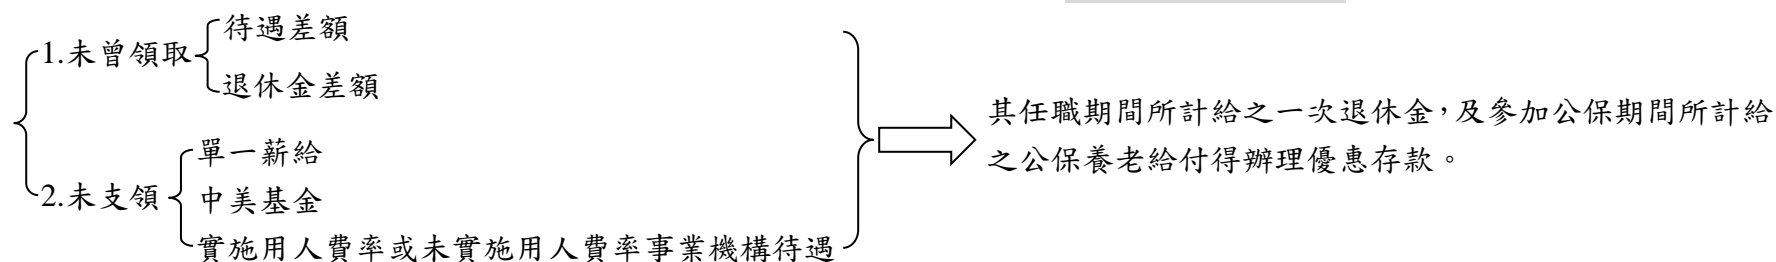 1.未曾領取
待遇差額
退休金差額
2.未支領
單一薪給
中美基金
實施用人費率或未實施用人費率事業機構待遇
其任職期間所計給之一次退休金,及參加公保期間所計給
之公保養老給付得辦理優惠存款。